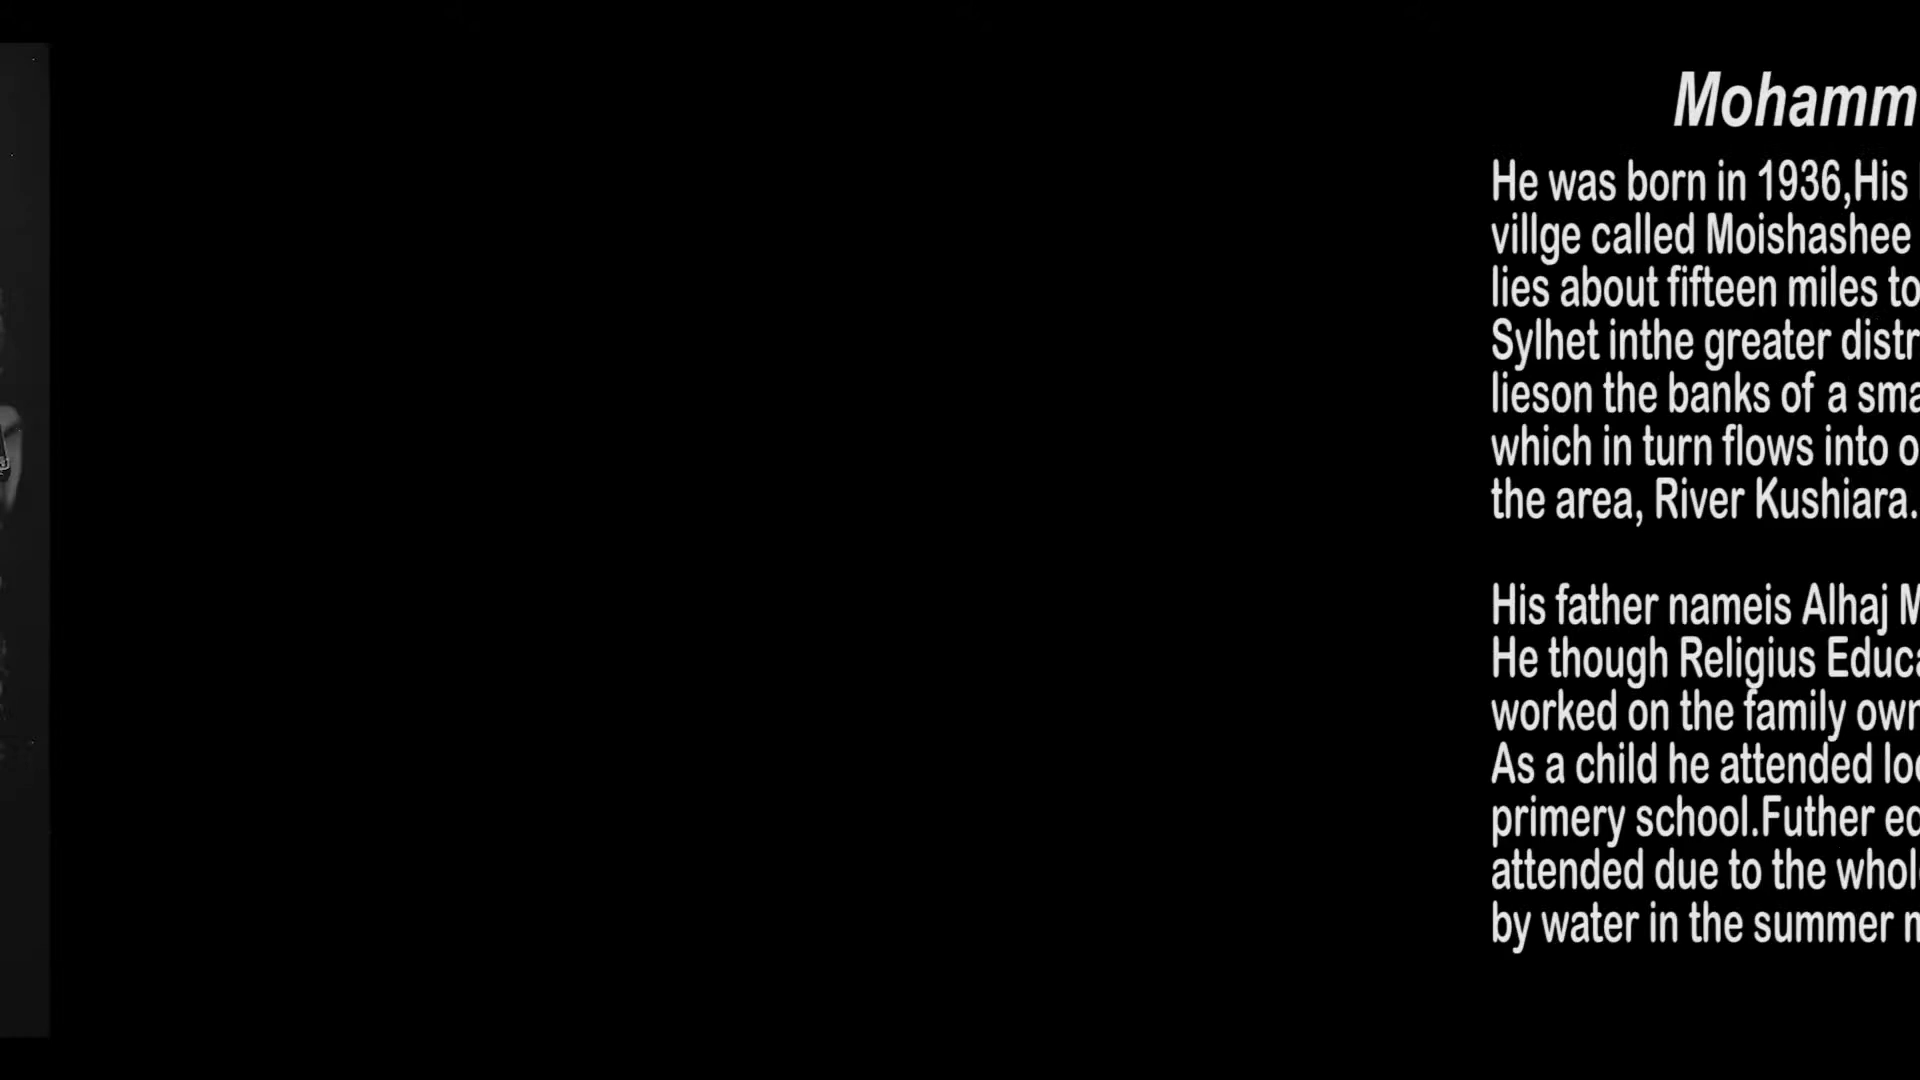 Mohamm
He was born in 1936,His
villge called Moishashee
lies about fifteen miles to
Sylhet inthe greater distr
lieson the banks of a sma
which in turn flows into o
the area, River Kushiara.
His father nameis Alhaj M
He though Religius Educa
worked on the family own
As a child he attended loc
primery school.Futher ed
attended due to the whol
by water in the summer